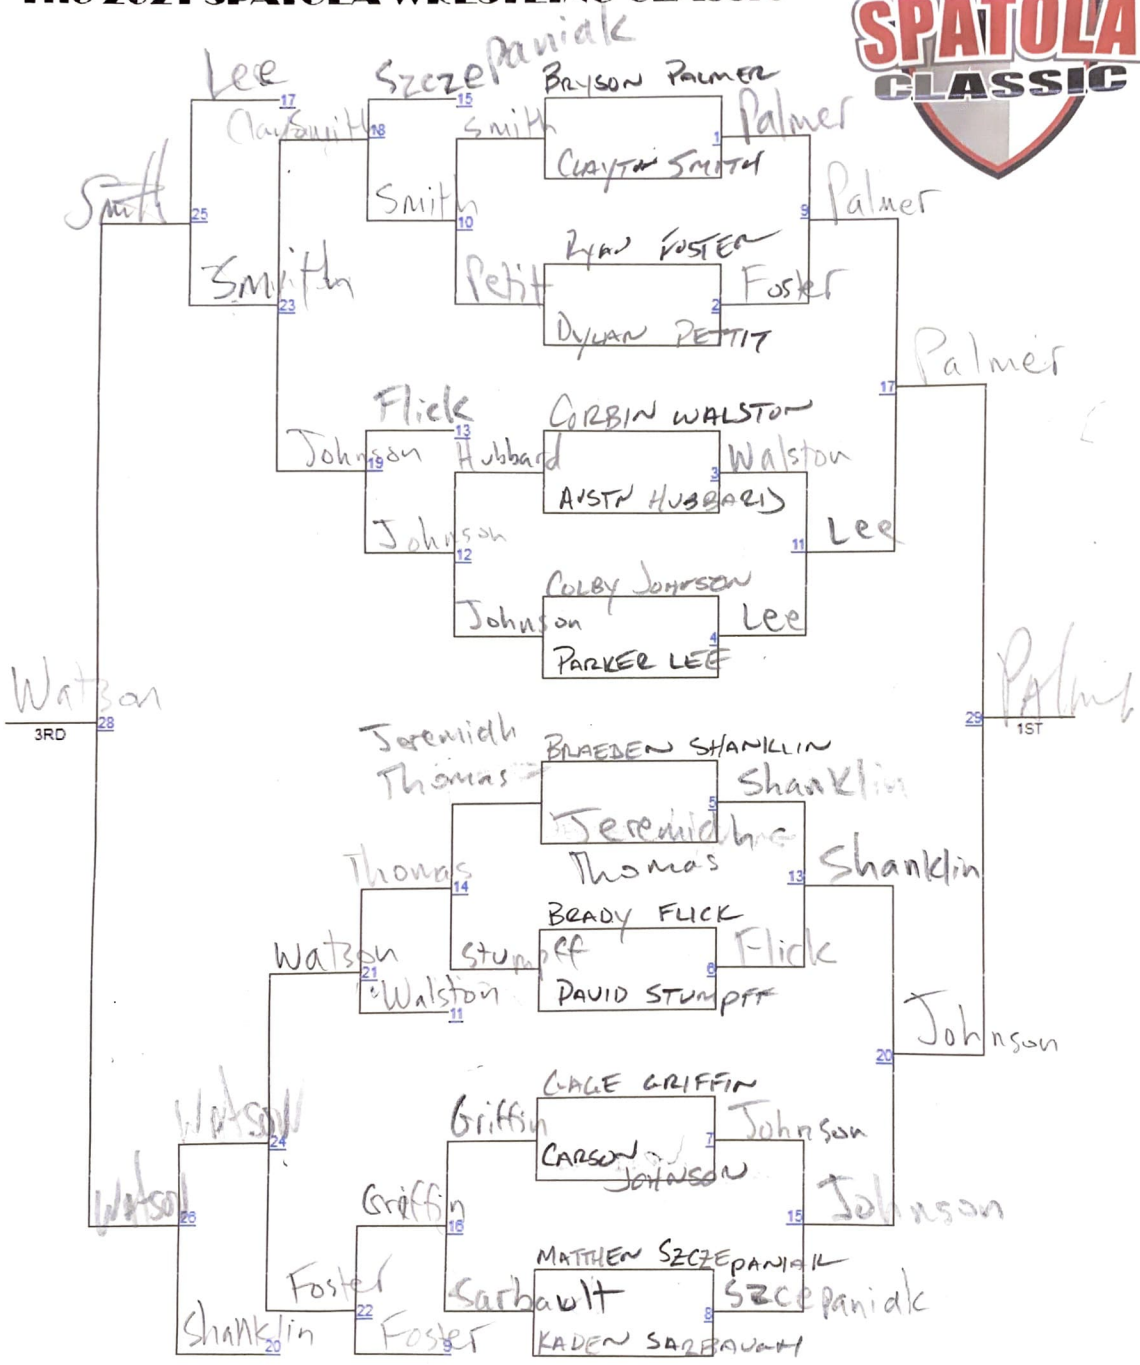 SPATOLA
CLASSIC
Szczepaniak
Lee
17
Clay Smith
18
15
Smith
BRYSON PALMER
1
Palmer
CLAYTN SMITH
Smith
25
Smith
10
9
Palmer
Smith
23
Petit
RYAN FOSTER
2
Foster
DYLAN PETTIT
Palmer
17
Flick
13
CORBIN WALSTON
Johnson
19
Hubbard
3
Walston
AUSTN HUBBARD
Johnson
12
11
Lee
COLBY JOHNSON
Johnson
4
Lee
PARKER LEE
Watson
28
3RD
29
1ST
Jeremiah
Thomas
BRAEDEN SHANKLIN
5
Shanklin
Jeremiah
Thomas
Thomas
14
13
Shanklin
BRADY FLICK
Watson
21
Stumpff
6
Flick
Walston
11
DAVID STUMPFF
Johnson
20
GAGE GRIFFIN
Watson
24
Griffin
7
Johnson
CARSON
JOHNSON
Watson
26
Griffin
16
15
Johnson
MATTHEW SZCZEPANIAK
Foster
22
Sarbault
8
Szcepaniak
Shanklin
20
Foster
9
KADEN SARBAUGH